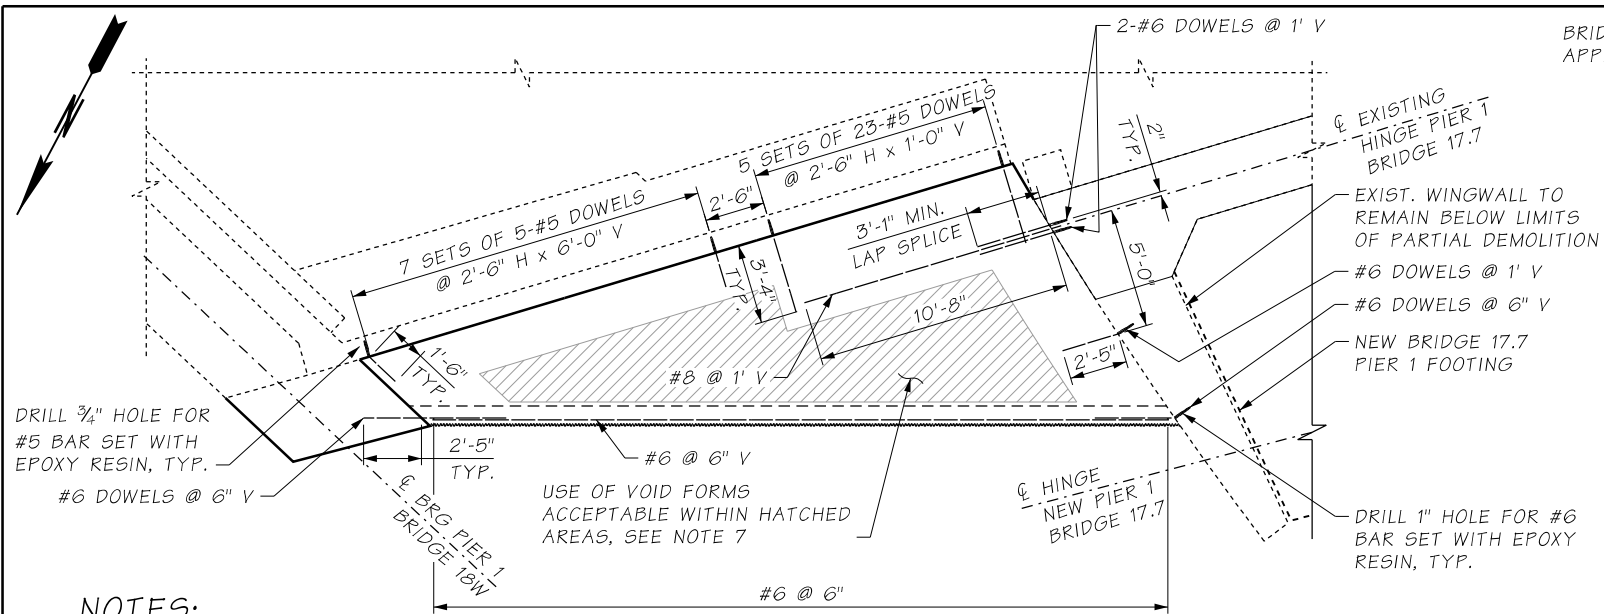 2-#6 DOWELS @ 1' V
BRID
APP
℄ EXISTING
HINGE PIER 1
BRIDGE 17.7
2"
TYP.
5 SETS OF 23-#5 DOWELS
@ 2'-6" H x 1'-0" V
2'-6"
7 SETS OF 5-#5 DOWELS
@ 2'-6" H x 6'-0" V
3'-1" MIN.
LAP SPLICE
EXIST. WINGWALL TO
REMAIN BELOW LIMITS
OF PARTIAL DEMOLITION
5'-0"
3'-4"
TYP.
#6 DOWELS @ 1' V
#6 DOWELS @ 6" V
10'-8"
NEW BRIDGE 17.7
PIER 1 FOOTING
1'-6"
TYP.
2'-5"
#8 @ 1' V
DRILL ¾" HOLE FOR
#5 BAR SET WITH
EPOXY RESIN, TYP.
2'-5"
TYP.
#6 @ 6" V
#6 DOWELS @ 6" V
USE OF VOID FORMS
ACCEPTABLE WITHIN HATCHED
AREAS, SEE NOTE 7
℄ BRG PIER 1
BRIDGE 18W
℄ HINGE
NEW PIER 1
BRIDGE 17.7
DRILL 1" HOLE FOR #6
BAR SET WITH EPOXY
RESIN, TYP.
#6 @ 6"
NOTES: